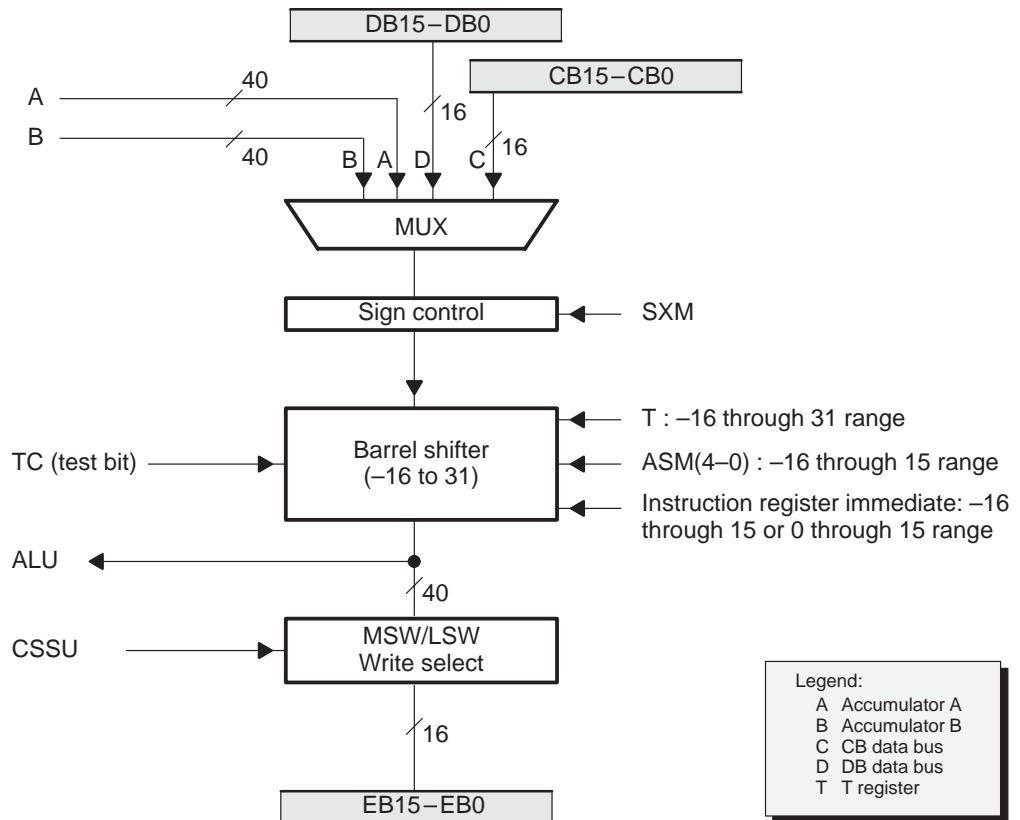 DB15–DB0
CB15–CB0
40
A
16
B
40
16
B A D C
MUX
Sign control
SXM
T : –16 through 31 range
Barrel shifter
(–16 to 31)
TC (test bit)
ASM(4–0) : –16 through 15 range
Instruction register immediate: –16
through 15 or 0 through 15 range
ALU
40
CSSU
MSW/LSW
Write select
16
EB15–EB0
Legend:
A Accumulator A
B Accumulator B
C CB data bus
D DB data bus
T T register